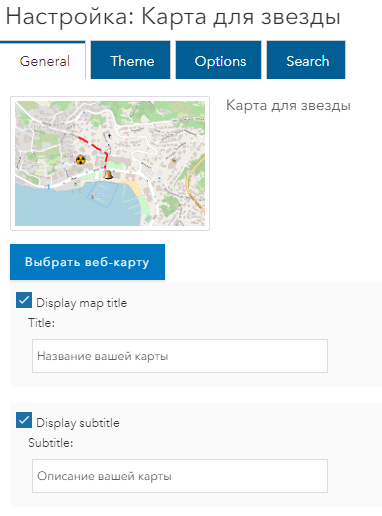 Настройка: Карта для звезды
General Theme Options Search
Карта для звезды
Выбрать веб-карту
Display map title
Title:
Название вашей карты
Display subtitle
Subtitle:
Описание вашей карты